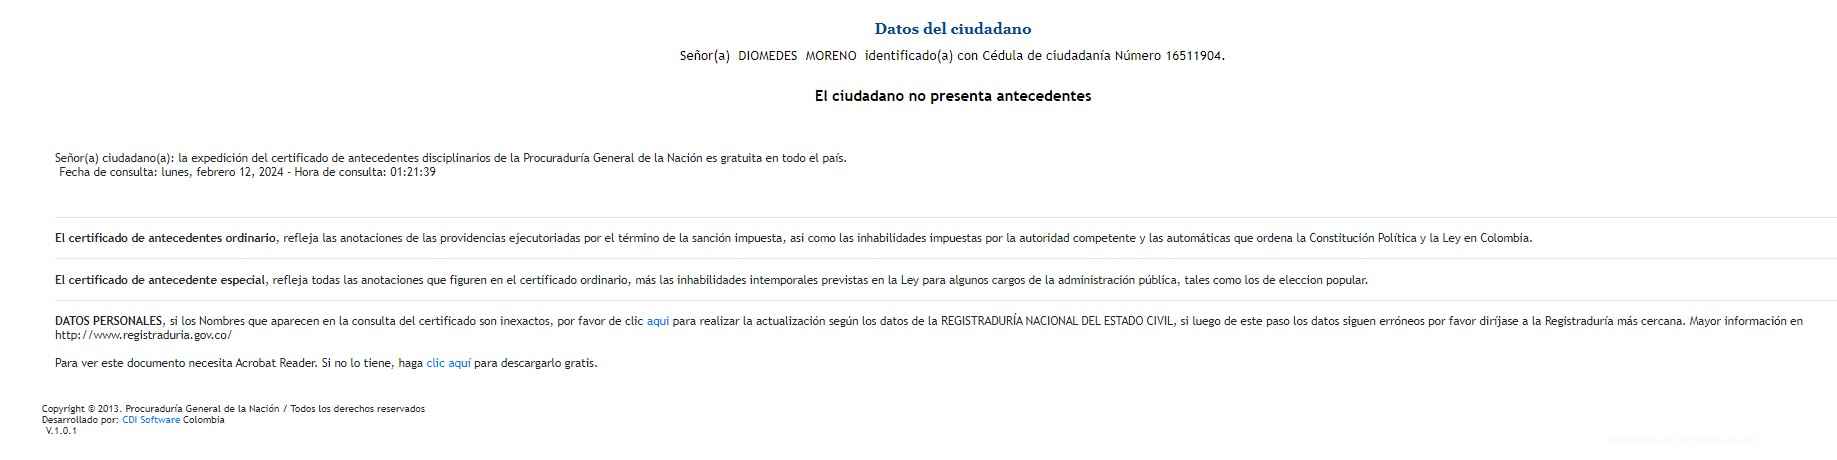 Datos del ciudadano
Señor(a) DIOMEDES MORENO identificado(a) con Cédula de ciudadanía Número 16511904.
El ciudadano no presenta antecedentes
Señor(a) ciudadano(a): la expedición del certificado de antecedentes disciplinarios de la Procuraduría General de la Nación es gratuita en todo el país.
Fecha de consulta: lunes, febrero 12, 2024 - Hora de consulta: 01:21:39
El certificado de antecedentes ordinario, refleja las anotaciones de las providencias ejecutoriadas por el término de la sanción impuesta, asi como las inhabilidades impuestas por la autoridad competente y las automáticas que ordena la Constitución Política y la Ley en Colombia.
El certificado de antecedente especial, refleja todas las anotaciones que figuren en el certificado ordinario, más las inhabilidades intemporales previstas en la Ley para algunos cargos de la administración pública, tales como los de eleccion popular.
DATOS PERSONALES, si los Nombres que aparecen en la consulta del certificado son inexactos, por favor de clic aquí para realizar la actualización según los datos de la REGISTRADURÍA NACIONAL DEL ESTADO CIVIL, si luego de este paso los datos siguen erróneos por favor diríjase a la Registraduría más cercana. Mayor información en
http://www.registraduria.gov.co/
Para ver este documento necesita Acrobat Reader. Si no lo tiene, haga clic aquí para descargarlo gratis.
Copyright © 2013. Procuraduría General de la Nación / Todos los derechos reservados
Desarrollado por: CDI Software Colombia
V.1.0.1